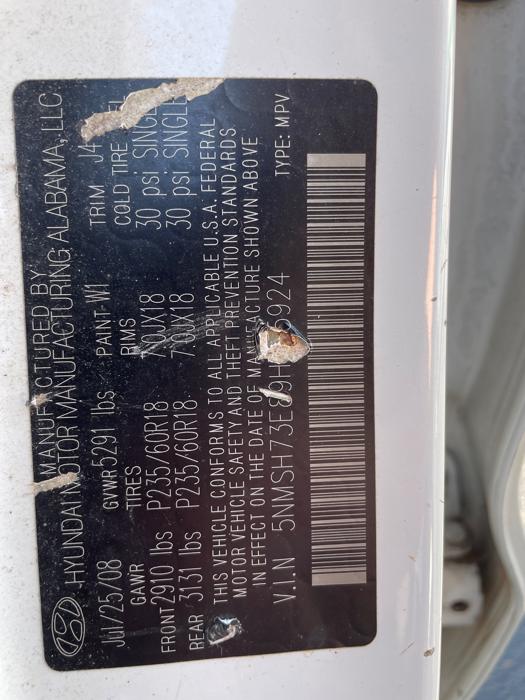 MANUFACTURED BY
HYUNDAI MOTOR MANUFACTURING ALABAMA, LLC
Jul/25/08 GVWR 5291 lbs PAINT W1 TRIM J4
GAWR TIRES RIMS COLD TIRE
FRONT 2910 lbs P235/60R18 7.0JX18 30 psi SINGLE
REAR 3131 lbs P235/60R18 7.0JX18 30 psi SINGLE
THIS VEHICLE CONFORMS TO ALL APPLICABLE U.S.A. FEDERAL
MOTOR VEHICLE SAFETY AND THEFT PREVENTION STANDARDS
IN EFFECT ON THE DATE OF MANUFACTURE SHOWN ABOVE
V.I.N TYPE: MPV